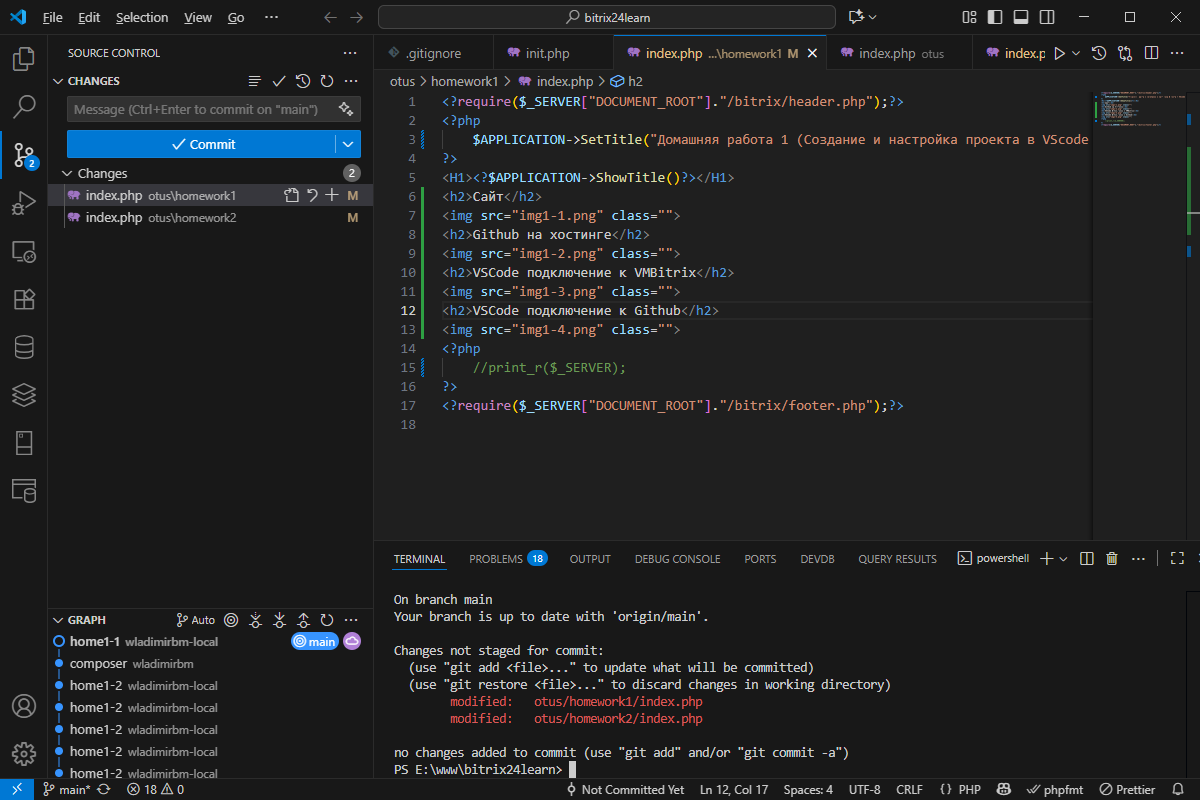 File Edit Selection View Go ··· bitrix24learn
SOURCE CONTROL ···
CHANGES ···
Message (Ctrl+Enter to commit on "main")
Commit
2
Changes 2
index.php otus\homework1 M
index.php otus\homework2 M
GRAPH Auto ···
home1-1 wladimirbm-local main
composer wladimirbm
home1-2 wladimirbm-local
home1-2 wladimirbm-local
home1-2 wladimirbm-local
home1-2 wladimirbm-local
home1-2 wladimirbm-local
.gitignore init.php index.php ...\homework1 M index.php otus index.p ···
otus > homework1 > index.php > h2
1 <?require($_SERVER["DOCUMENT_ROOT"]."/bitrix/header.php");?>
2 <?php
3 $APPLICATION->SetTitle("Домашняя работа 1 (Создание и настройка проекта в VScode
4 ?>
5 <H1><?$APPLICATION->ShowTitle()?></H1>
6 <h2>Сайт</h2>
7 <img src="img1-1.png" class="">
8 <h2>Github на хостинге</h2>
9 <img src="img1-2.png" class="">
10 <h2>VSCode подключение к VMBitrix</h2>
11 <img src="img1-3.png" class="">
12 <h2>VSCode подключение к Github</h2>
13 <img src="img1-4.png" class="">
14 <?php
15 //print_r($_SERVER);
16 ?>
17 <?require($_SERVER["DOCUMENT_ROOT"]."/bitrix/footer.php");?>
18
TERMINAL PROBLEMS 18 OUTPUT DEBUG CONSOLE PORTS DEVDB QUERY RESULTS powershell ···
On branch main
Your branch is up to date with 'origin/main'.
Changes not staged for commit:
(use "git add <file>..." to update what will be committed)
(use "git restore <file>..." to discard changes in working directory)
modified: otus/homework1/index.php
modified: otus/homework2/index.php
no changes added to commit (use "git add" and/or "git commit -a")
PS E:\www\bitrix24learn>
main* 18 0 Not Committed Yet Ln 12, Col 17 Spaces: 4 UTF-8 CRLF {} PHP phpfmt Prettier